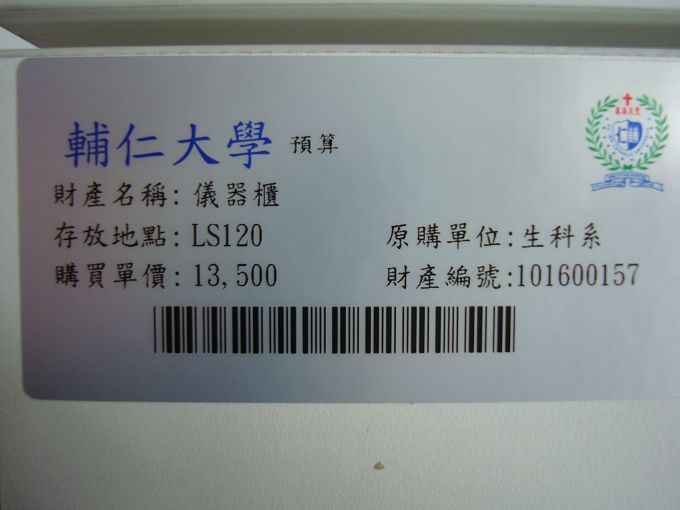 輔仁大學 預算
財產名稱: 儀器櫃
存放地點: LS120 原購單位:生科系
購買單價: 13,500 財產編號:101600157